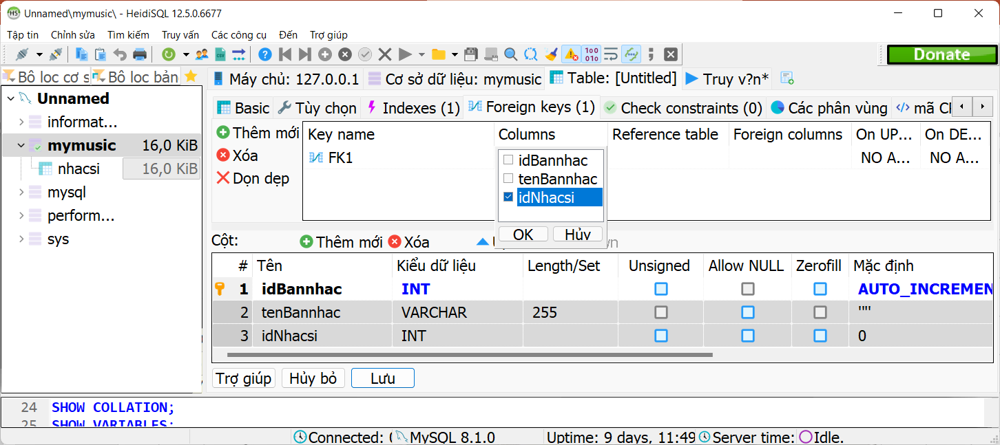 Unnamed\mymusic\ - HeidiSQL 12.5.0.6677
Tập tin Chỉnh sửa Tìm kiếm Truy vấn Các công cụ Đến Trợ giúp
Donate
Bộ lọc cơ s Bộ lọc bản Máy chủ: 127.0.0.1 Cơ sở dữ liệu: mymusic Table: [Untitled] Truy v?n*
Unnamed
informat...
mymusic 16,0 KiB
nhacsi 16,0 KiB
mysql
perform...
sys
Basic Tùy chọn Indexes (1) Foreign keys (1) Check constraints (0) Các phân vùng mã
Thêm mới
Xóa
Dọn dẹp
Key name Columns Reference table Foreign columns On UP... On DE...
FK1 NO A... NO A...
idBannhac
tenBannhac
idNhacsi
OK Hủy
Cột: Thêm mới Xóa
# Tên Kiểu dữ liệu Length/Set Unsigned Allow NULL Zerofill Mặc định
1 idBannhac INT AUTO_INCREMEN
2 tenBannhac VARCHAR 255 '""'
3 idNhacsi INT 0
Trợ giúp Hủy bỏ Lưu
24 SHOW COLLATION;
25 SHOW VARIABLES;
Connected: MySQL 8.1.0 Uptime: 9 days, 11:49 Server time: Idle.